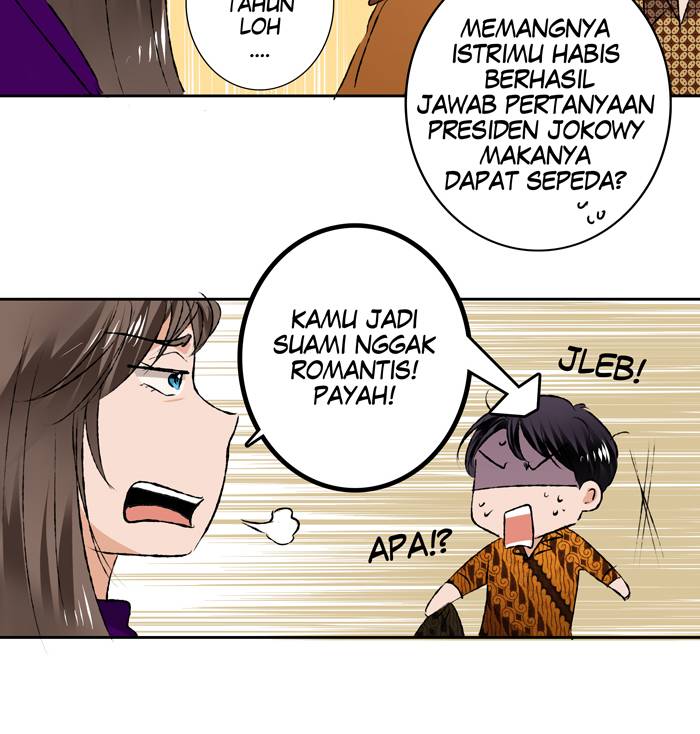 TAHUN
LOH
....
MEMANGNYA
ISTRIMU HABIS
BERHASIL
JAWAB PERTANYAAN
PRESIDEN JOKOWY
MAKANYA
DAPAT SEPEDA?
KAMU JADI
SUAMI NGGAK
ROMANTIS!
PAYAH!
JLEB!
APA!?